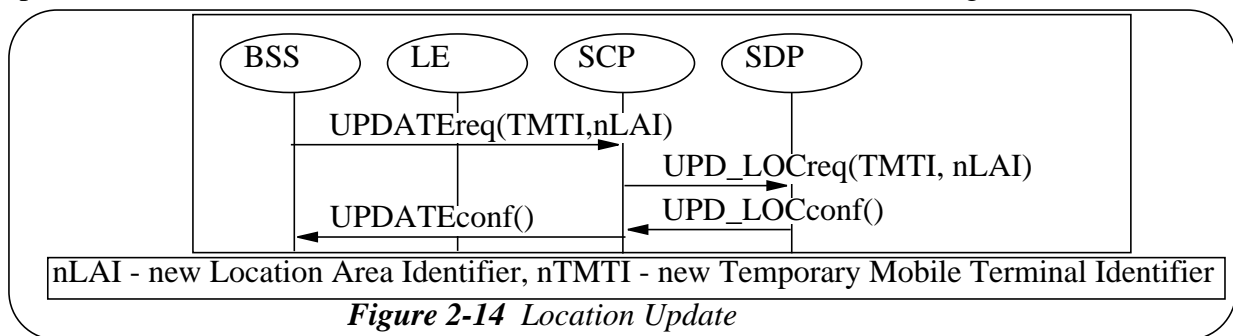 BSS LE SCP SDP
UPDATEreq(TMTI,nLAI)
UPD_LOCreq(TMTI, nLAI)
UPDATEconf() UPD_LOCconf()
nLAI - new Location Area Identifier, nTMTI - new Temporary Mobile Terminal Identifier
Figure 2-14 Location Update